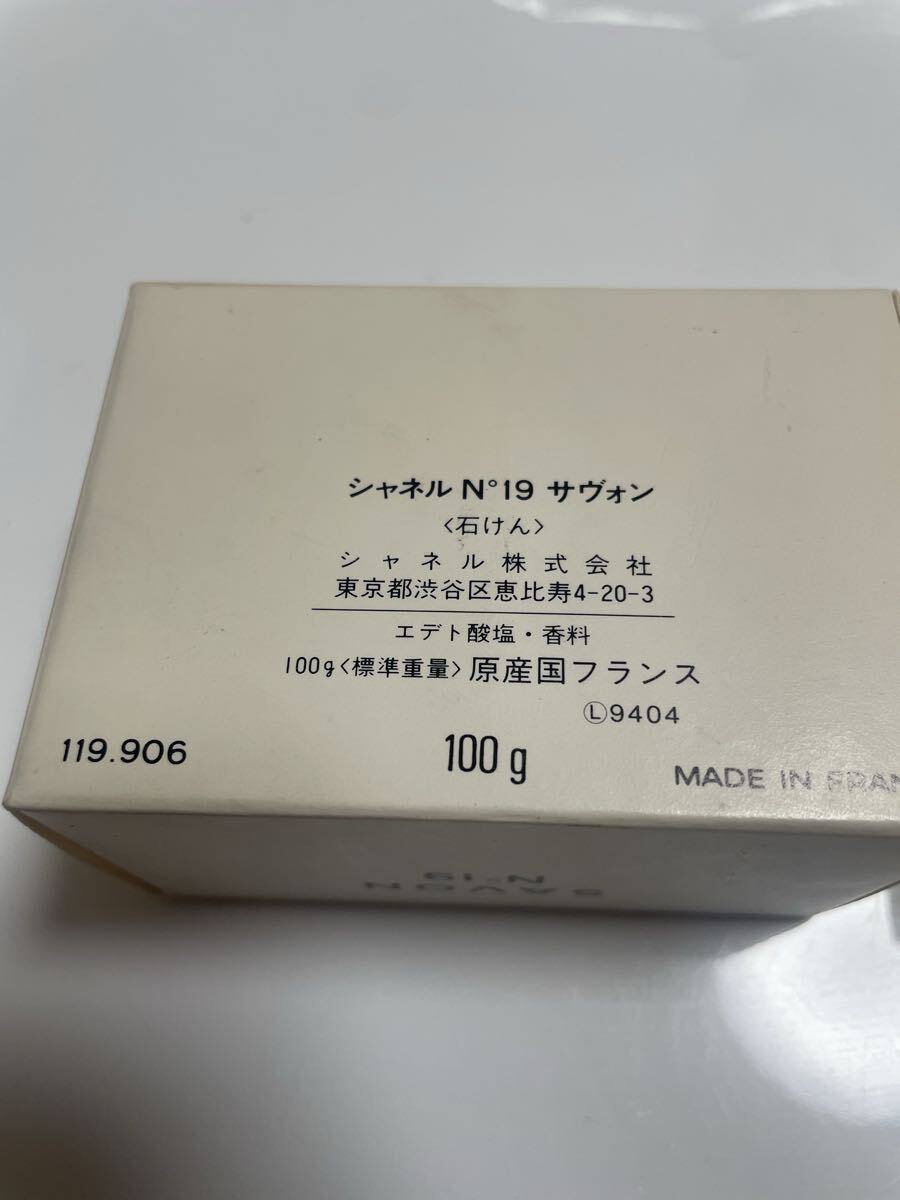 シャネル N°19 サヴォン
〈石けん〉
シャネル株式会社
東京都渋谷区恵比寿4-20-3
エデト酸塩・香料
100g〈標準重量〉原産国フランス
Ⓛ9404
119.906 100 g MADE IN FRAN
SAVON
N°19